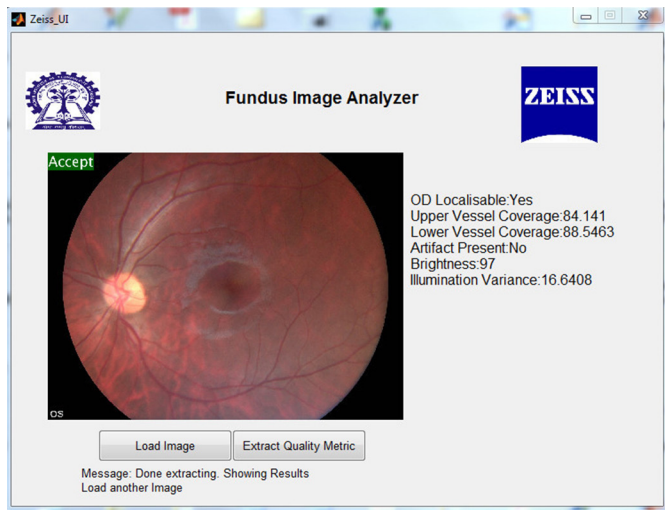 Zeiss_UI
Fundus Image Analyzer
ZEISS
Accept
OD Localisable:Yes
Upper Vessel Coverage:84.141
Lower Vessel Coverage:88.5463
Artifact Present:No
Brightness:97
Illumination Variance:16.6408
OS
Load Image
Extract Quality Metric
Message: Done extracting. Showing Results
Load another Image